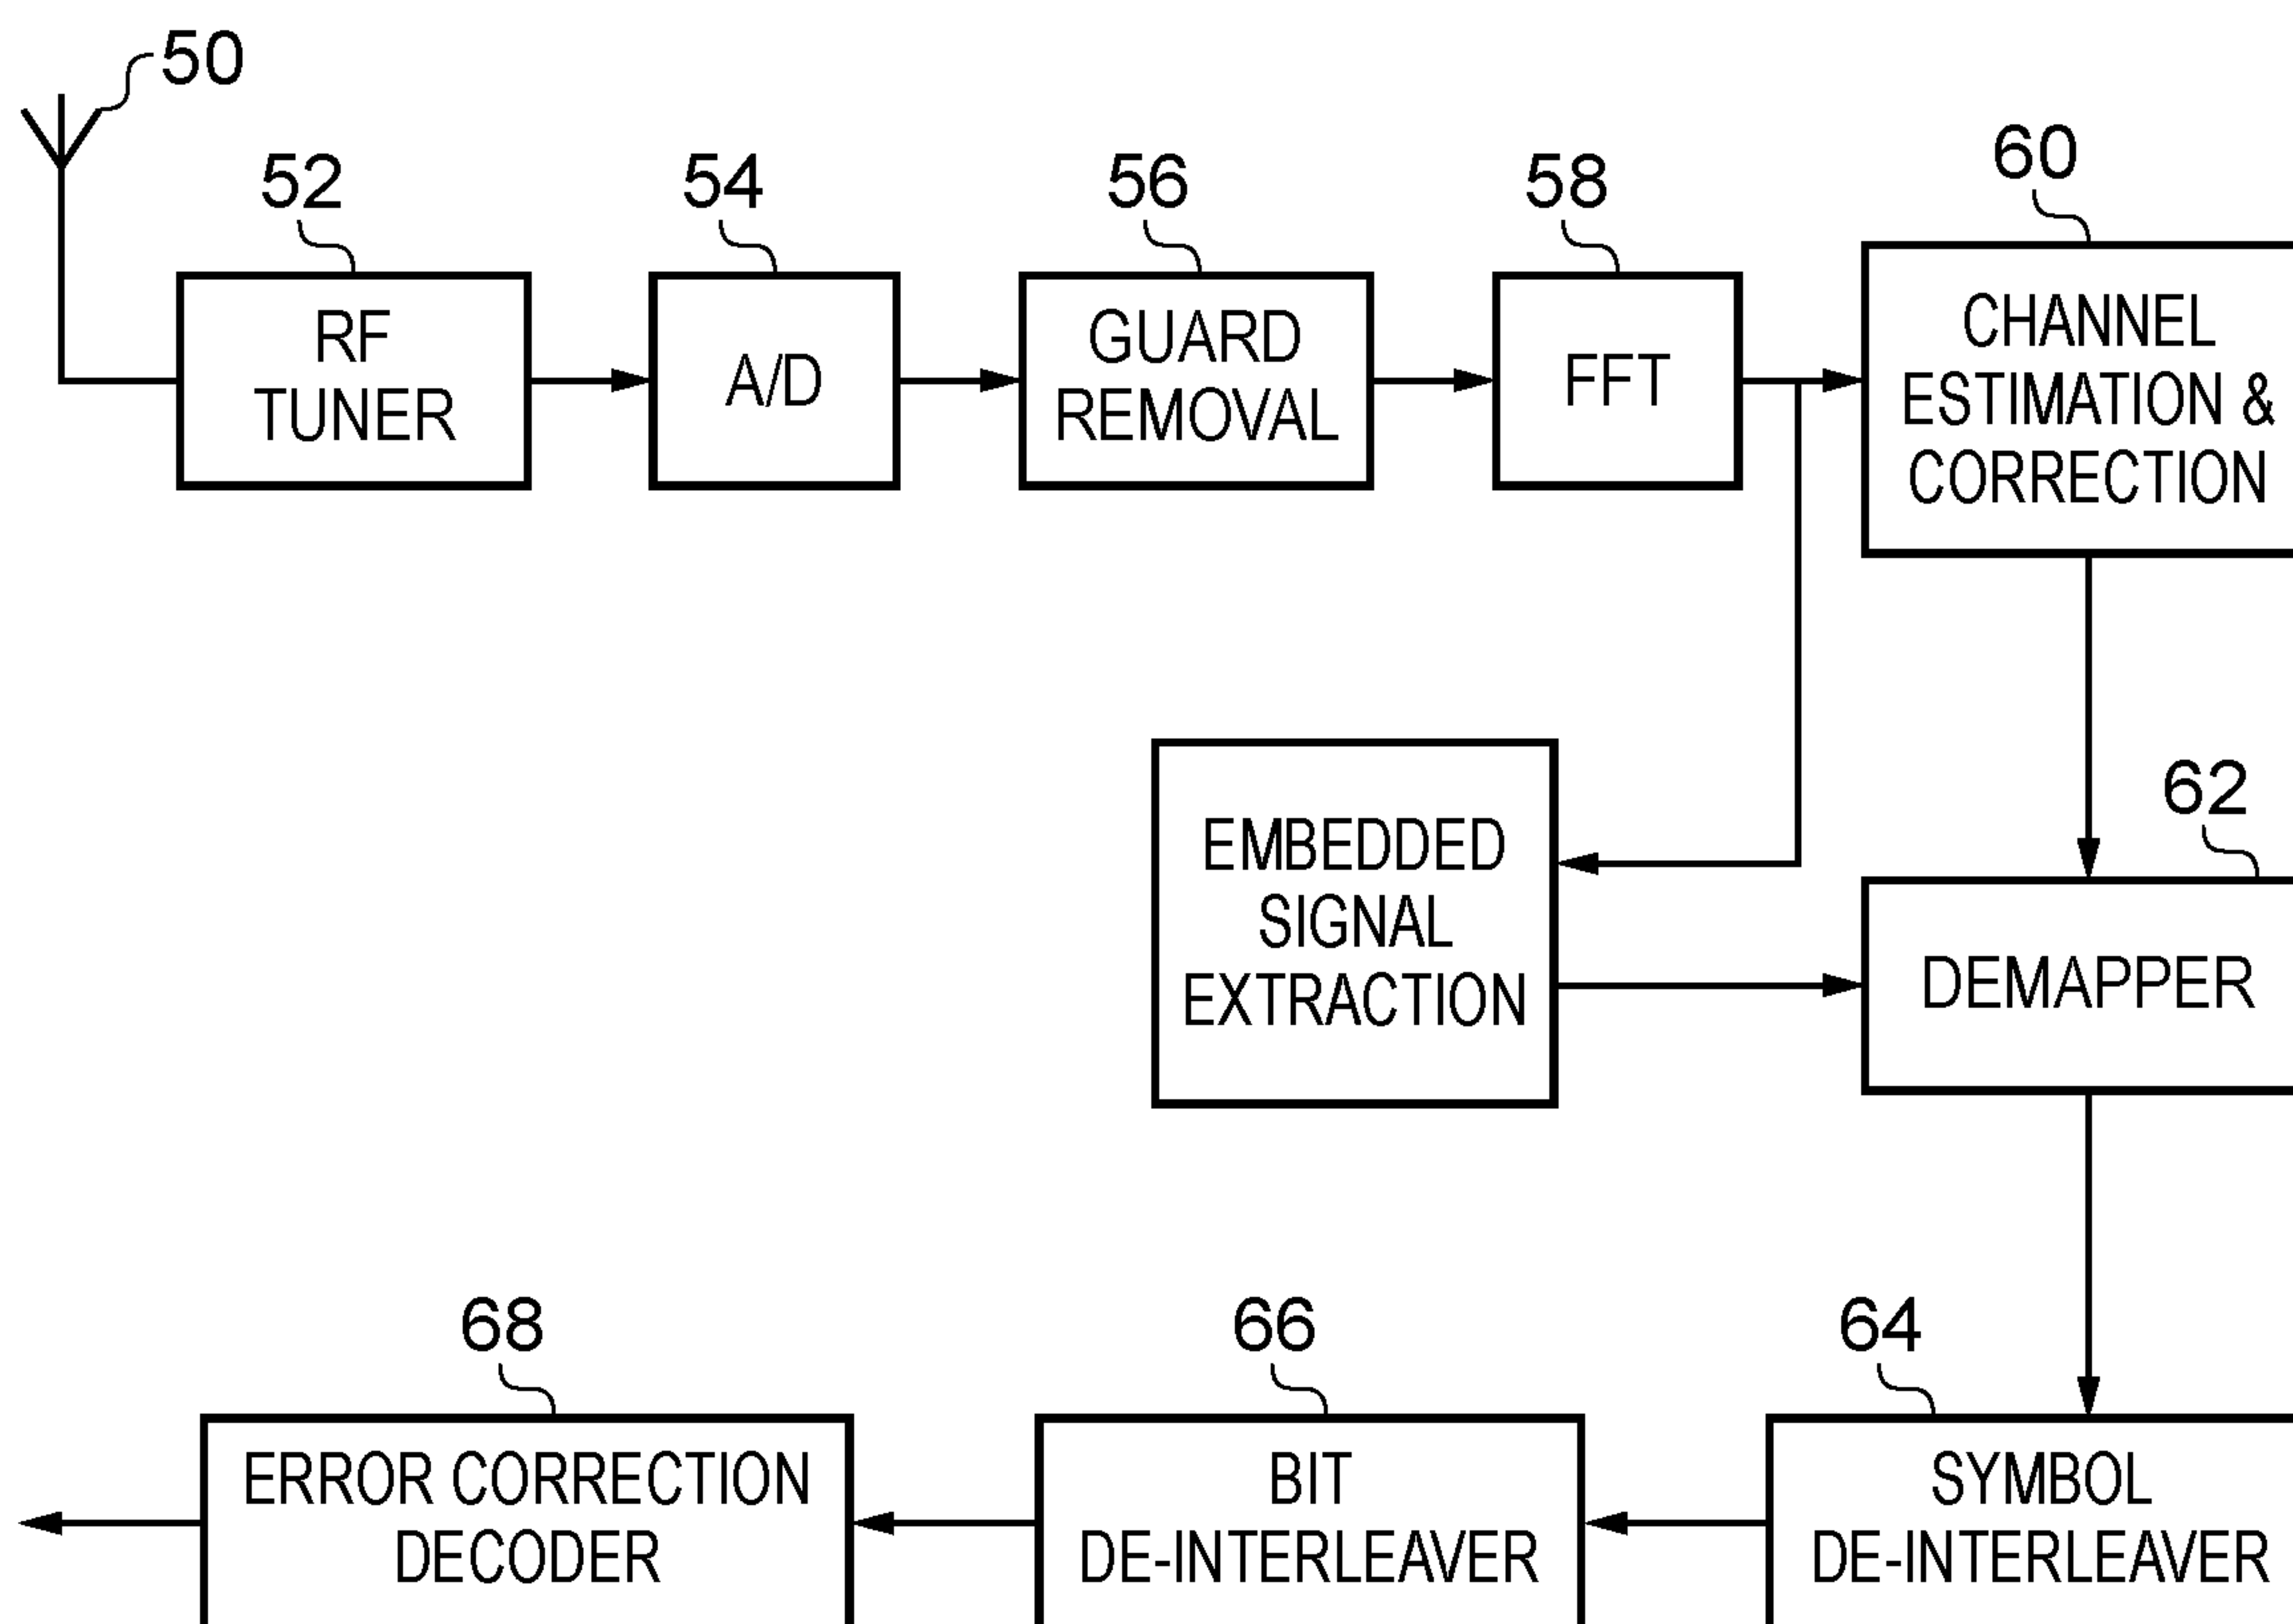 50
52
54
56
58
60
RF
TUNER
A/D
GUARD
REMOVAL
FFT
CHANNEL
ESTIMATION &
CORRECTION
EMBEDDED
SIGNAL
EXTRACTION
62
DEMAPPER
68
66
64
ERROR CORRECTION
DECODER
BIT
DE-INTERLEAVER
SYMBOL
DE-INTERLEAVER